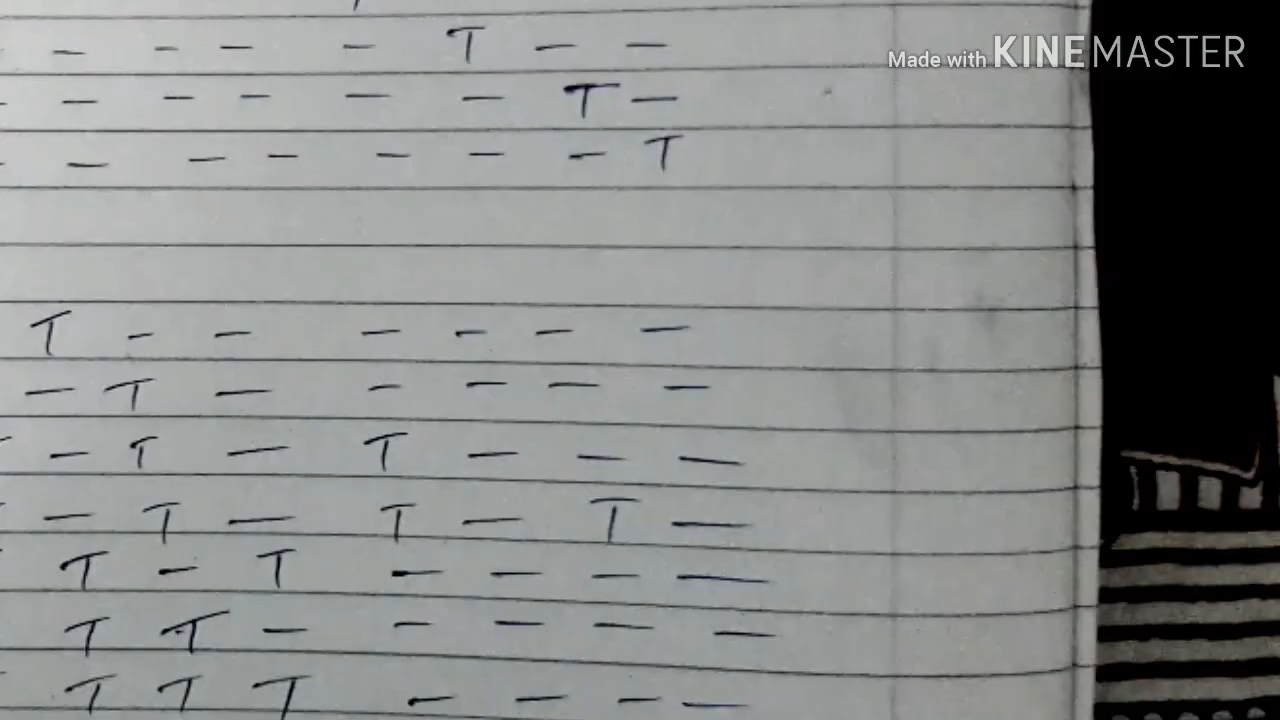 Made with KINEMASTER
- - - - T - -
- - - - - - T -
- - - - - - - T
T - - - - - -
- T - - - - -
- T - T - - -
- T - T - T -
T - T - - - -
T T - - - - -
T T T - - - -